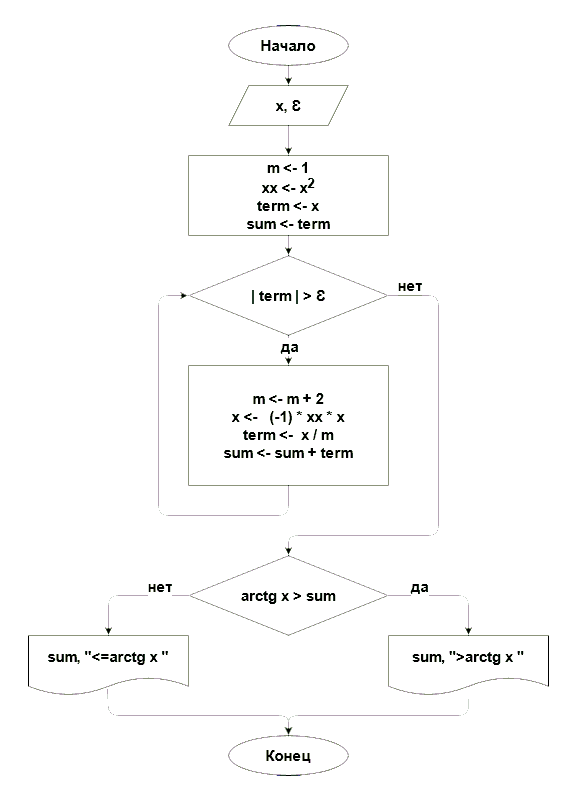 Начало
x, Ɛ
m <- 1
xx <- x²
term <- x
sum <- term
| term | > Ɛ
нет
да
m <- m + 2
x <- (-1) * xx * x
term <- x / m
sum <- sum + term
arctg x > sum
нет
да
sum, "<=arctg x "
sum, ">arctg x "
Конец